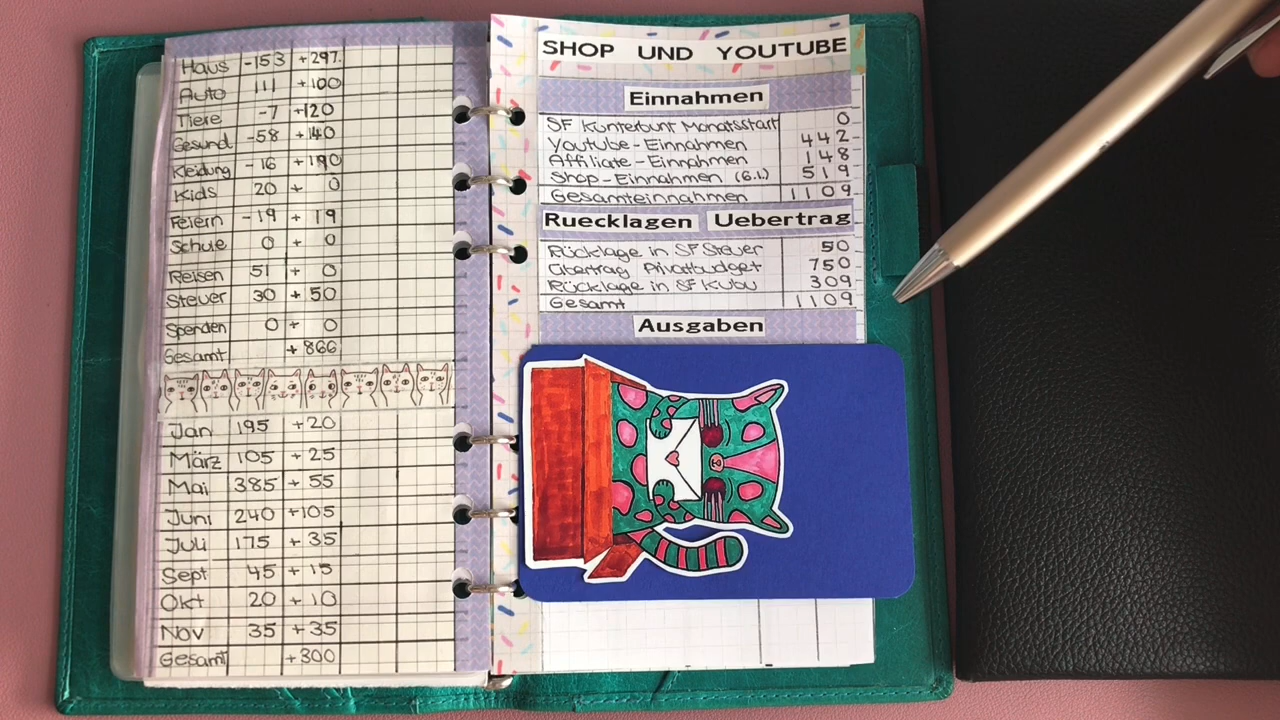 Haus -153 +297.
Auto 111 +100
Tiere -7 +120
Gesund -58 +140
Kleidung -16 +190
Kids 20 + 0
Feiern -19 + 19
Schule 0 + 0
Reisen 51 + 0
Steuer 30 + 50
Spenden 0 + 0
Gesamt +866
Jan 195 +20
März 105 +25
Mai 385 +55
Juni 240 +105
Juli 175 + 35
Sept 45 + 15
Okt 20 +10
Nov 35 +35
Gesamt +300
SHOP UND YOUTUBE
Einnahmen
SF Kunterbunt Monatsstart 0
Youtube-Einnahmen 442
Affiliate-Einnahmen 148
Shop-Einnahmen (6.1.) 519
Gesamteinnahmen 1109
Ruecklagen Uebertrag
Rücklage in SF Steuer 50
Übertrag Privatbudget 750
Rücklage in SF Kubu 309
Gesamt 1109
Ausgaben